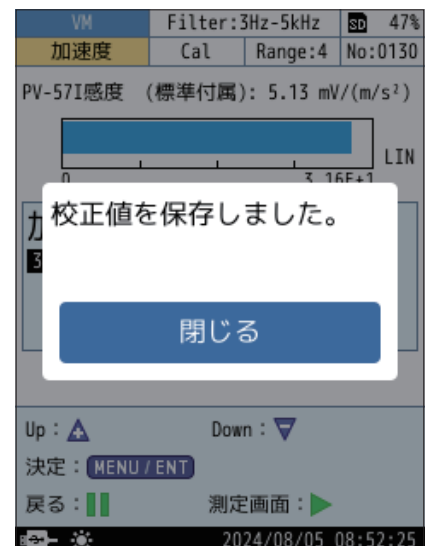 VM Filter:3Hz-5kHz SD 47%
加速度 Cal Range:4 No:0130
PV-57I感度 (標準付属): 5.13 mV/(m/s²)
LIN
0 3.16E+1
校正値を保存しました。
閉じる
Up: Down:
決定: MENU/ENT
戻る: 測定画面:
2024/08/05 08:52:25